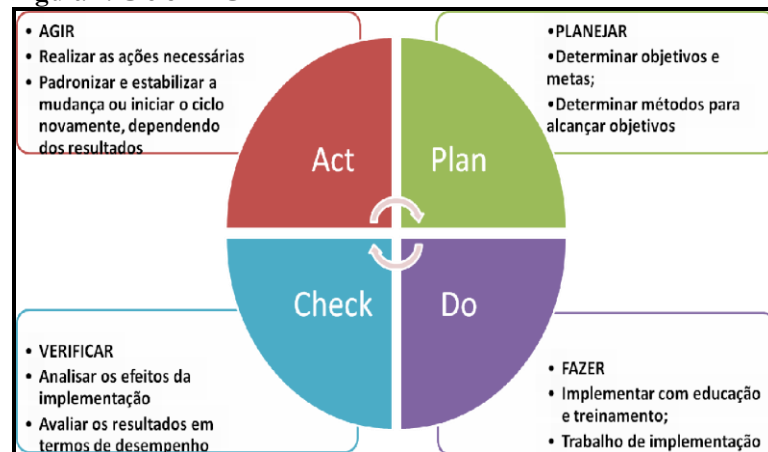 • AGIR
• Realizar as ações necessárias
• Padronizar e estabilizar a
mudança ou iniciar o ciclo
novamente, dependendo
dos resultados
•PLANEJAR
•Determinar objetivos e
metas;
•Determinar métodos para
alcançar objetivos
Act
Plan
Check
Do
• VERIFICAR
• Analisar os efeitos da
implementação
• Avaliar os resultados em
termos de desempenho
• FAZER
• Implementar com educação
e treinamento;
• Trabalho de implementação